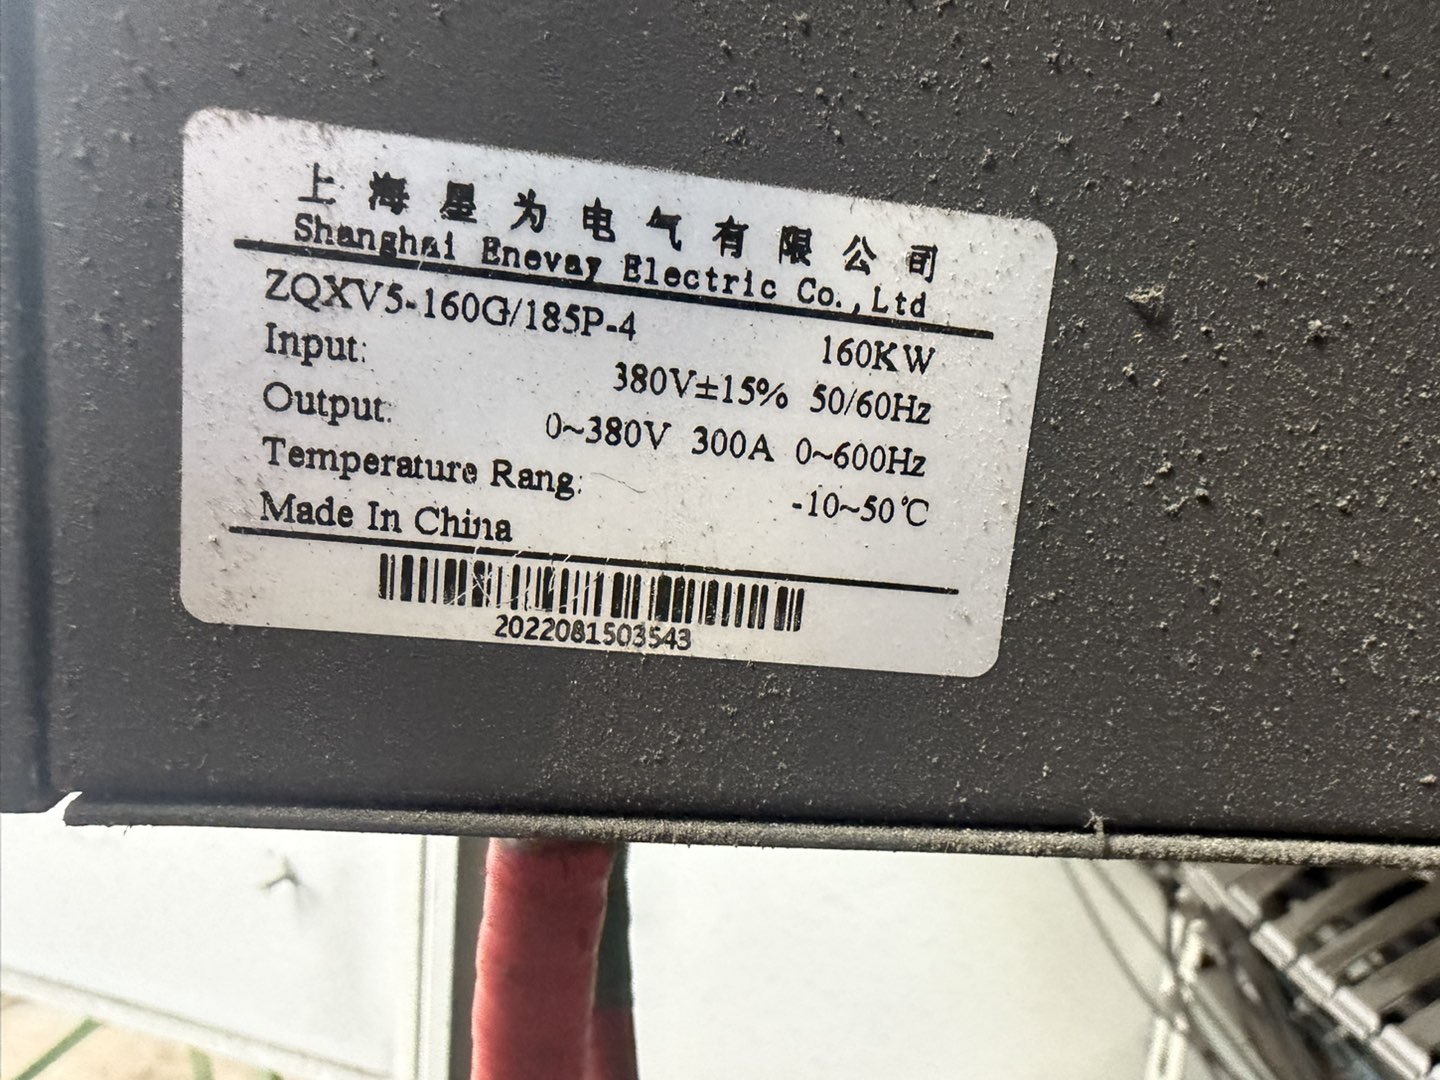 上海星为电气有限公司
Shanghai Enevay Electric Co.,Ltd
ZQXV5-160G/185P-4 160KW
Input: 380V±15% 50/60Hz
Output: 0~380V 300A 0~600Hz
Temperature Rang: -10~50℃
Made In China
2022081503543